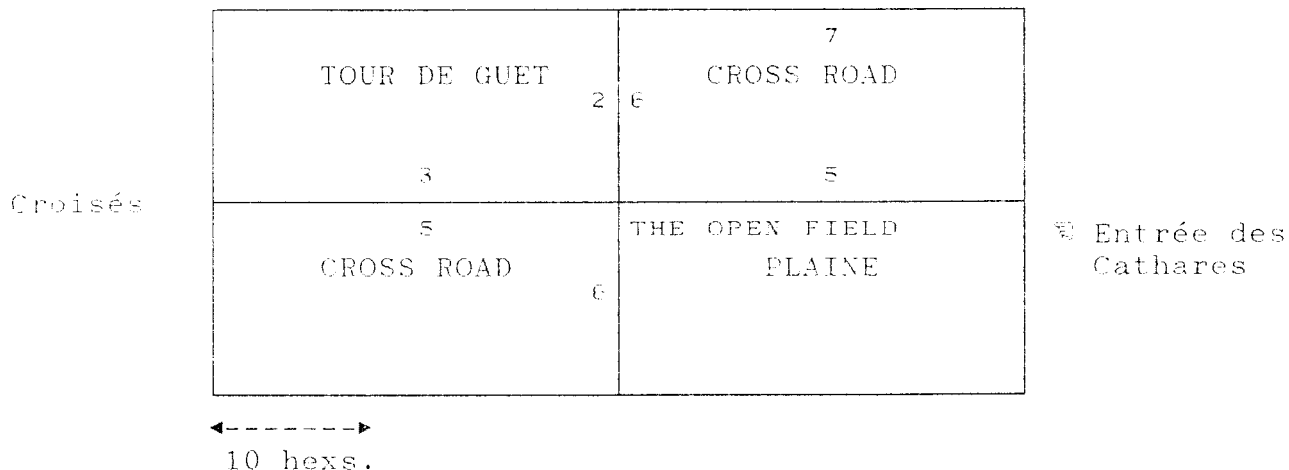 7
TOUR DE GUET CROSS ROAD
2 6
3 5
Croisés
5 THE OPEN FIELD
Entrée des
CROSS ROAD PLAINE Cathares
6
10 hexs.